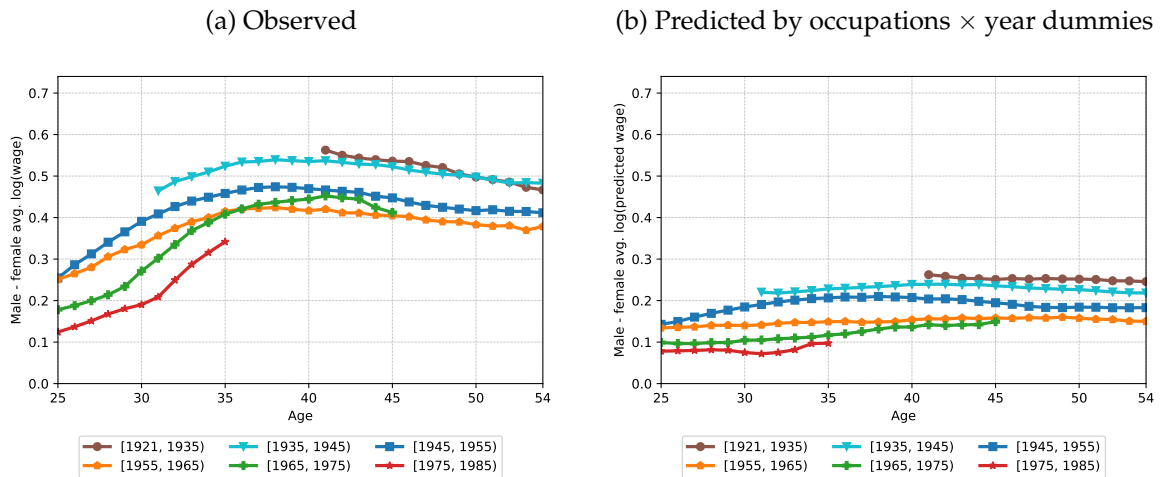 (a) Observed
(b) Predicted by occupations × year dummies
Male - female avg. log(wage)
0.7
0.6
0.5
0.4
0.3
0.2
0.1
0.0
25 30 35 40 45 50 54
Age
[1921, 1935) [1935, 1945) [1945, 1955)
[1955, 1965) [1965, 1975) [1975, 1985)
Male - female avg. log(predicted wage)
0.7
0.6
0.5
0.4
0.3
0.2
0.1
0.0
25 30 35 40 45 50 54
Age
[1921, 1935) [1935, 1945) [1945, 1955)
[1955, 1965) [1965, 1975) [1975, 1985)